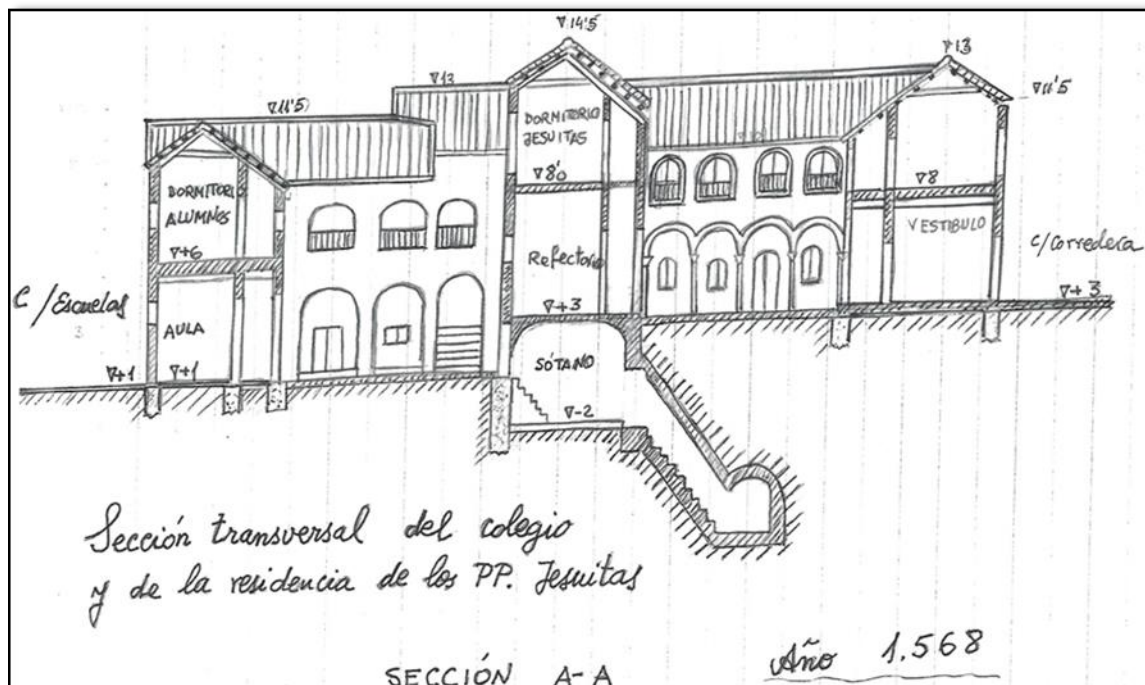 ▽14'5
▽13
▽13
▽11'5
▽11'5
DORMITORIO
JESUITAS
▽8'0
▽8
DORMITORIO
ALUMNOS
▽+6
VESTIBULO
C/Corredera
Refectorio
C/Escuelas
▽+3
▽+3
AULA
SÓTANO
▽+1
▽+1
▽-2
Sección transversal del colegio
y de la residencia de los PP. Jesuitas
Año 1.568
SECCIÓN A-A